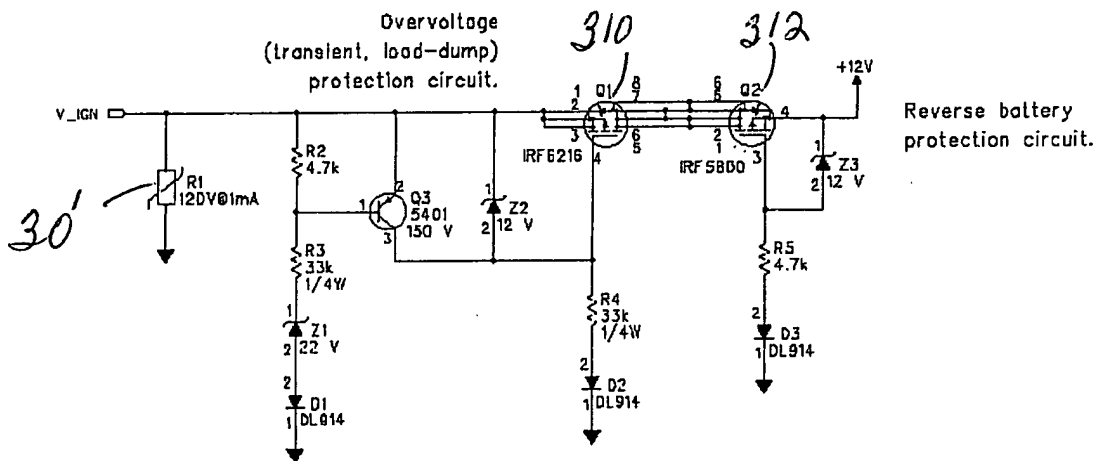 Overvoltage
(transient, load-dump)
protection circuit.
310
312
+12V
V_IGN
1
2
3
Q1
8
7
6
5
4
IRF6216
6
5
Q2
4
2
1
3
IRF5800
Reverse battery
protection circuit.
30'
R1
120V@1mA
R2
4.7k
1
2
3
Q3
5401
150 V
1
2
Z2
12 V
1
2
Z3
12 V
R3
33k
1/4W
R4
33k
1/4W
R5
4.7k
1
2
Z1
22 V
2
1
D1
DL914
2
1
D2
DL914
2
1
D3
DL914